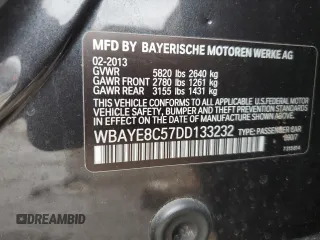 MFD BY BAYERISCHE MOTOREN WERKE AG
02-2013
GVWR 5820 lbs 2640 kg
GAWR FRONT 2780 lbs 1261 kg
GAWR REAR 3155 lbs 1431 kg
THIS VEHICLE CONFORMS TO ALL APPLICABLE U.S. FEDERAL MOTOR
VEHICLE SAFETY, BUMPER, AND THEFT PREVENTION STANDARDS
IN EFFECT ON THE DATE OF MANUFACTURE SHOWN ABOVE.
WBAYE8C57DD133232 TYPE: PASSENGER CAR
DREAMBID